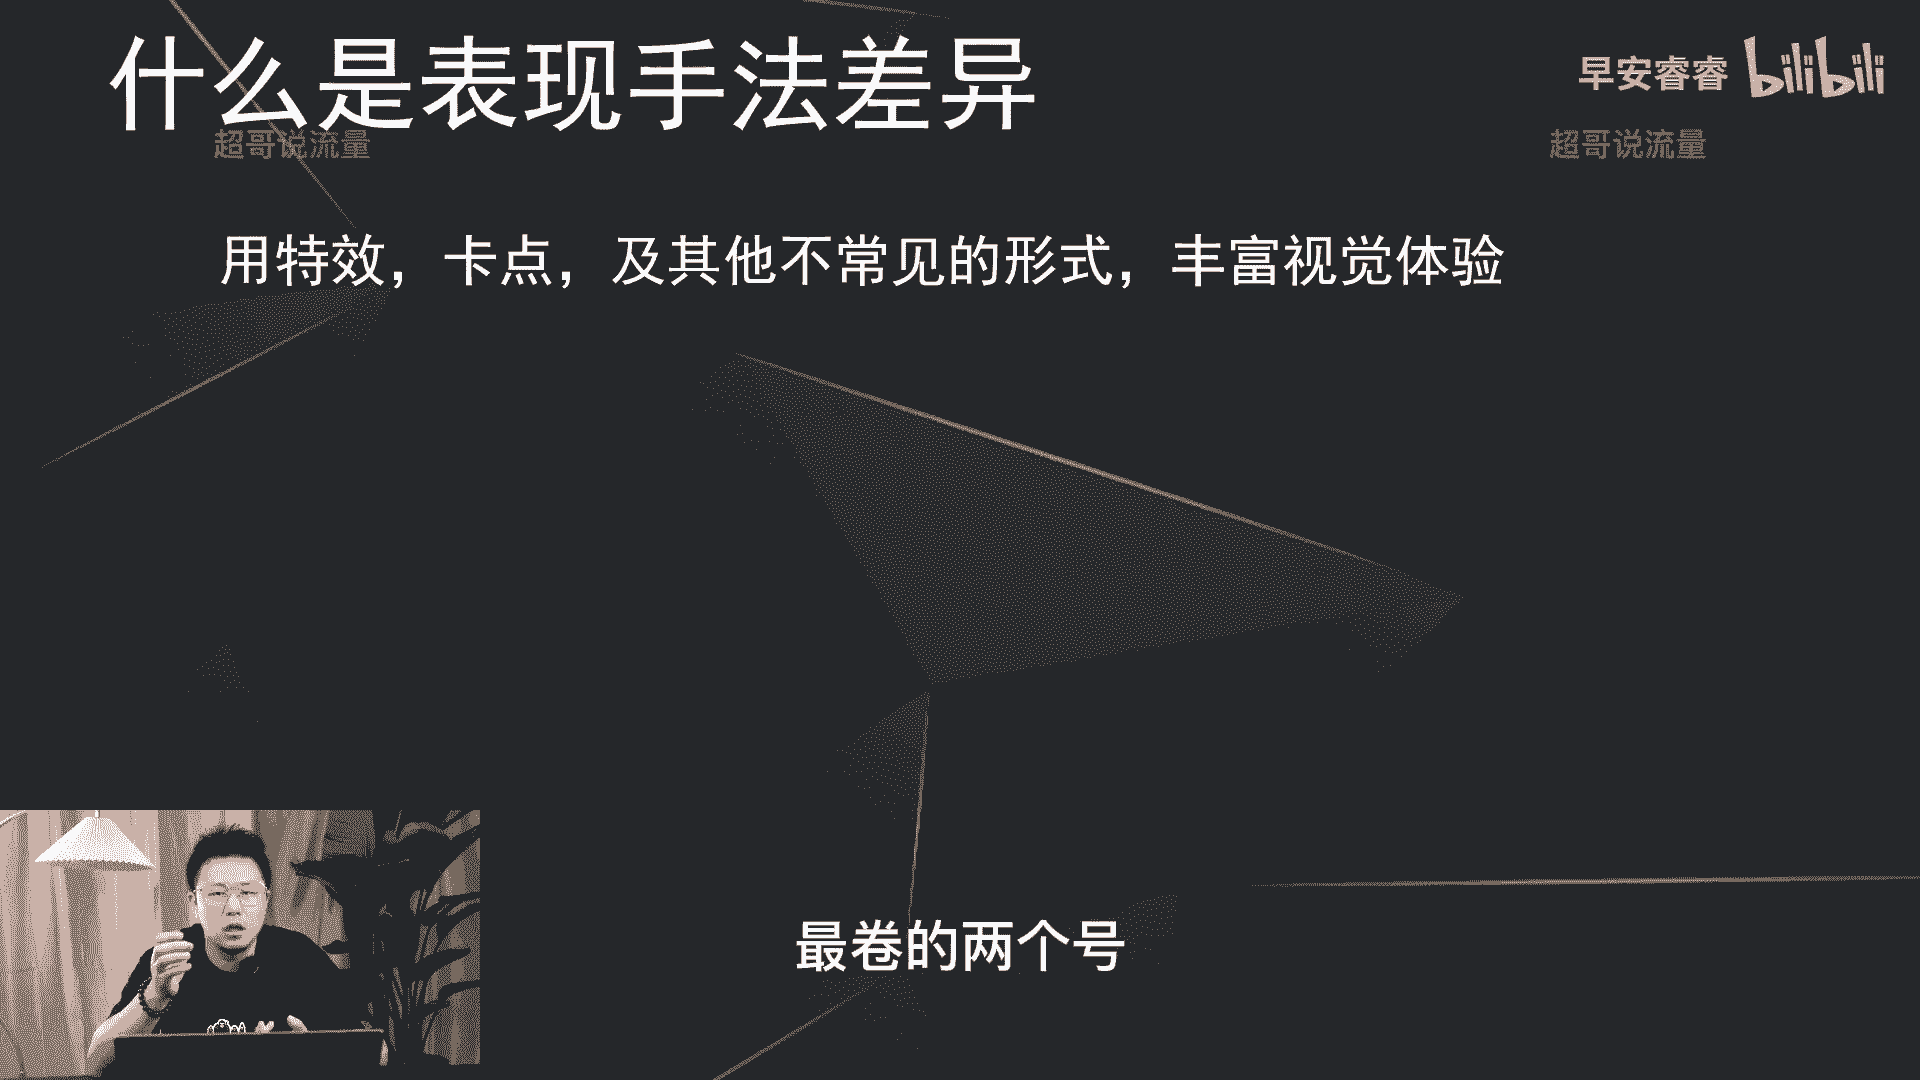 什么是表现手法差异
早安睿睿 bilibili
超哥说流量
超哥说流量
用特效，卡点，及其他不常见的形式，丰富视觉体验
最卷的两个号